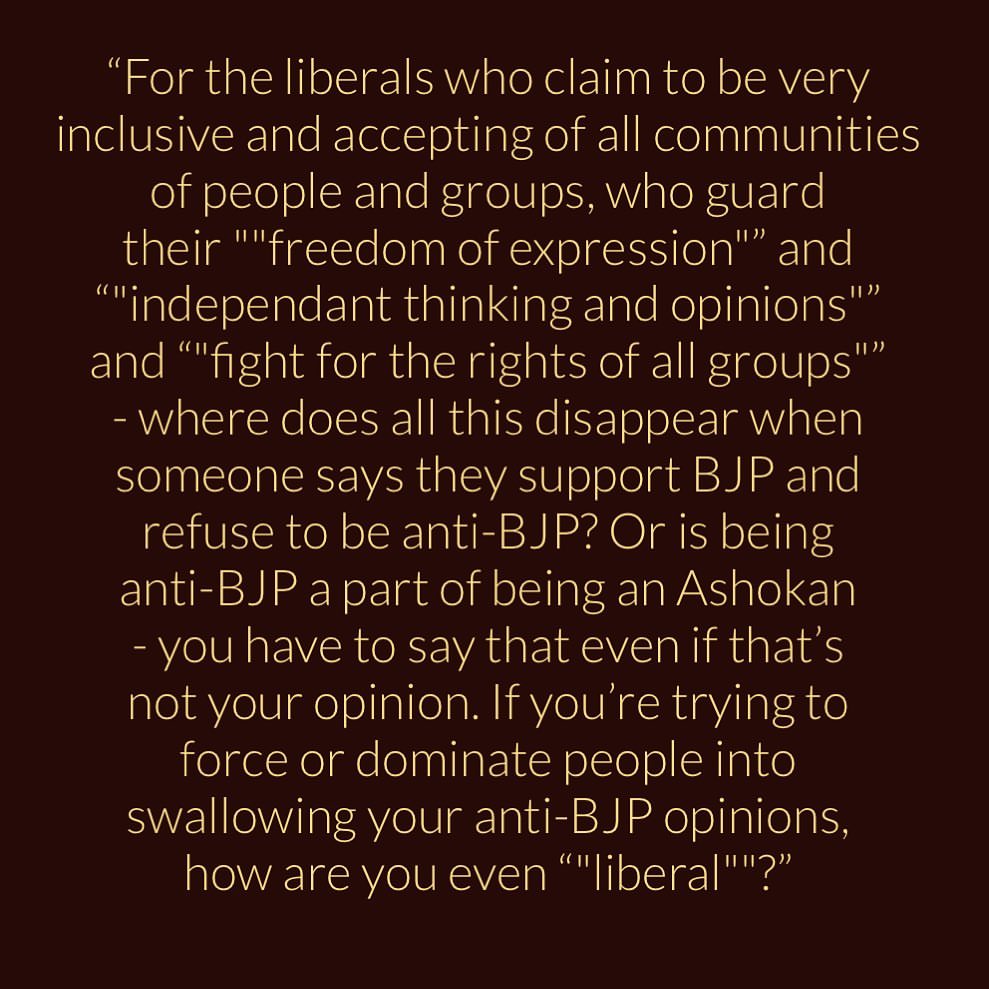 “For the liberals who claim to be very
inclusive and accepting of all communities
of people and groups, who guard
their ""freedom of expression"” and
“"independant thinking and opinions"”
and “"fight for the rights of all groups"”
- where does all this disappear when
someone says they support BJP and
refuse to be anti-BJP? Or is being
anti-BJP a part of being an Ashokan
- you have to say that even if that’s
not your opinion. If you’re trying to
force or dominate people into
swallowing your anti-BJP opinions,
how are you even “"liberal""?”